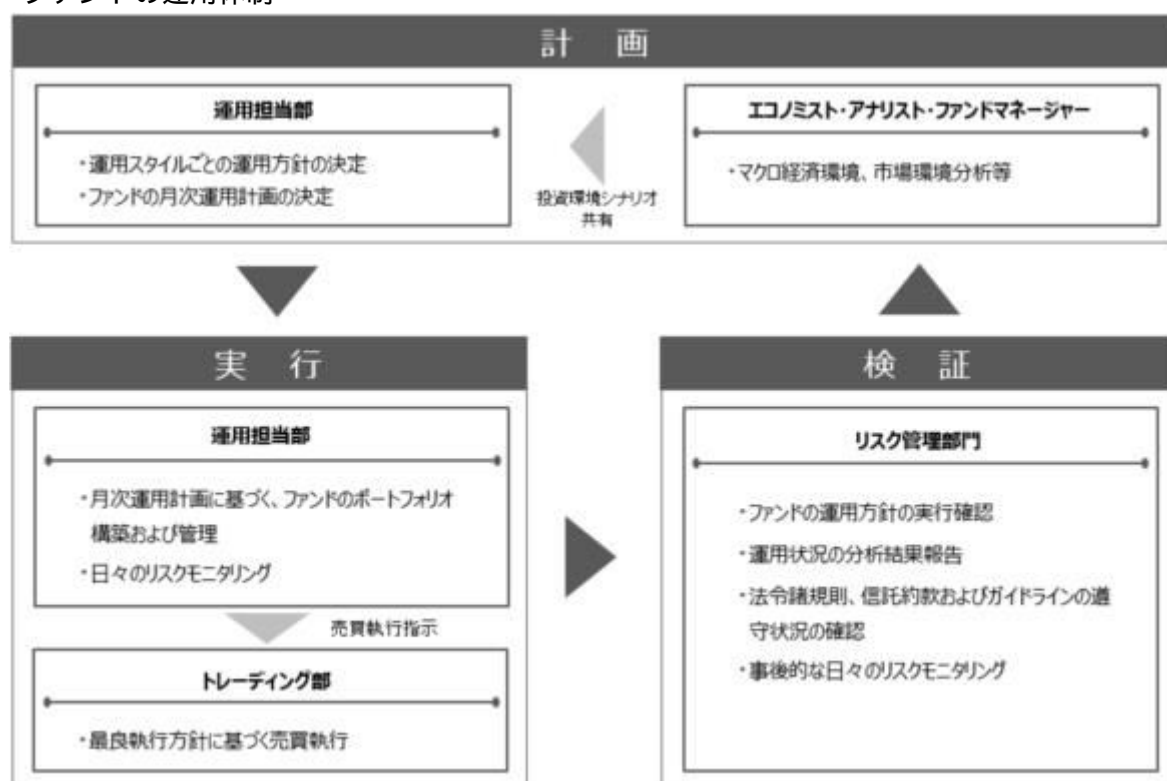 ファンドの運用体制
計 画
運用担当部
・運用スタイルごとの運用方針の決定
・ファンドの月次運用計画の決定
投資環境シナリオ
共有
エコノミスト・アナリスト・ファンドマネージャー
・マクロ経済環境、市場環境分析等
実 行
運用担当部
・月次運用計画に基づく、ファンドのポートフォリオ
構築および管理
・日々のリスクモニタリング
売買執行指示
トレーディング部
・最良執行方針に基づく売買執行
検 証
リスク管理部門
・ファンドの運用方針の実行確認
・運用状況の分析結果報告
・法令諸規則、信託約款およびガイドラインの遵
守状況の確認
・事後的な日々のリスクモニタリング